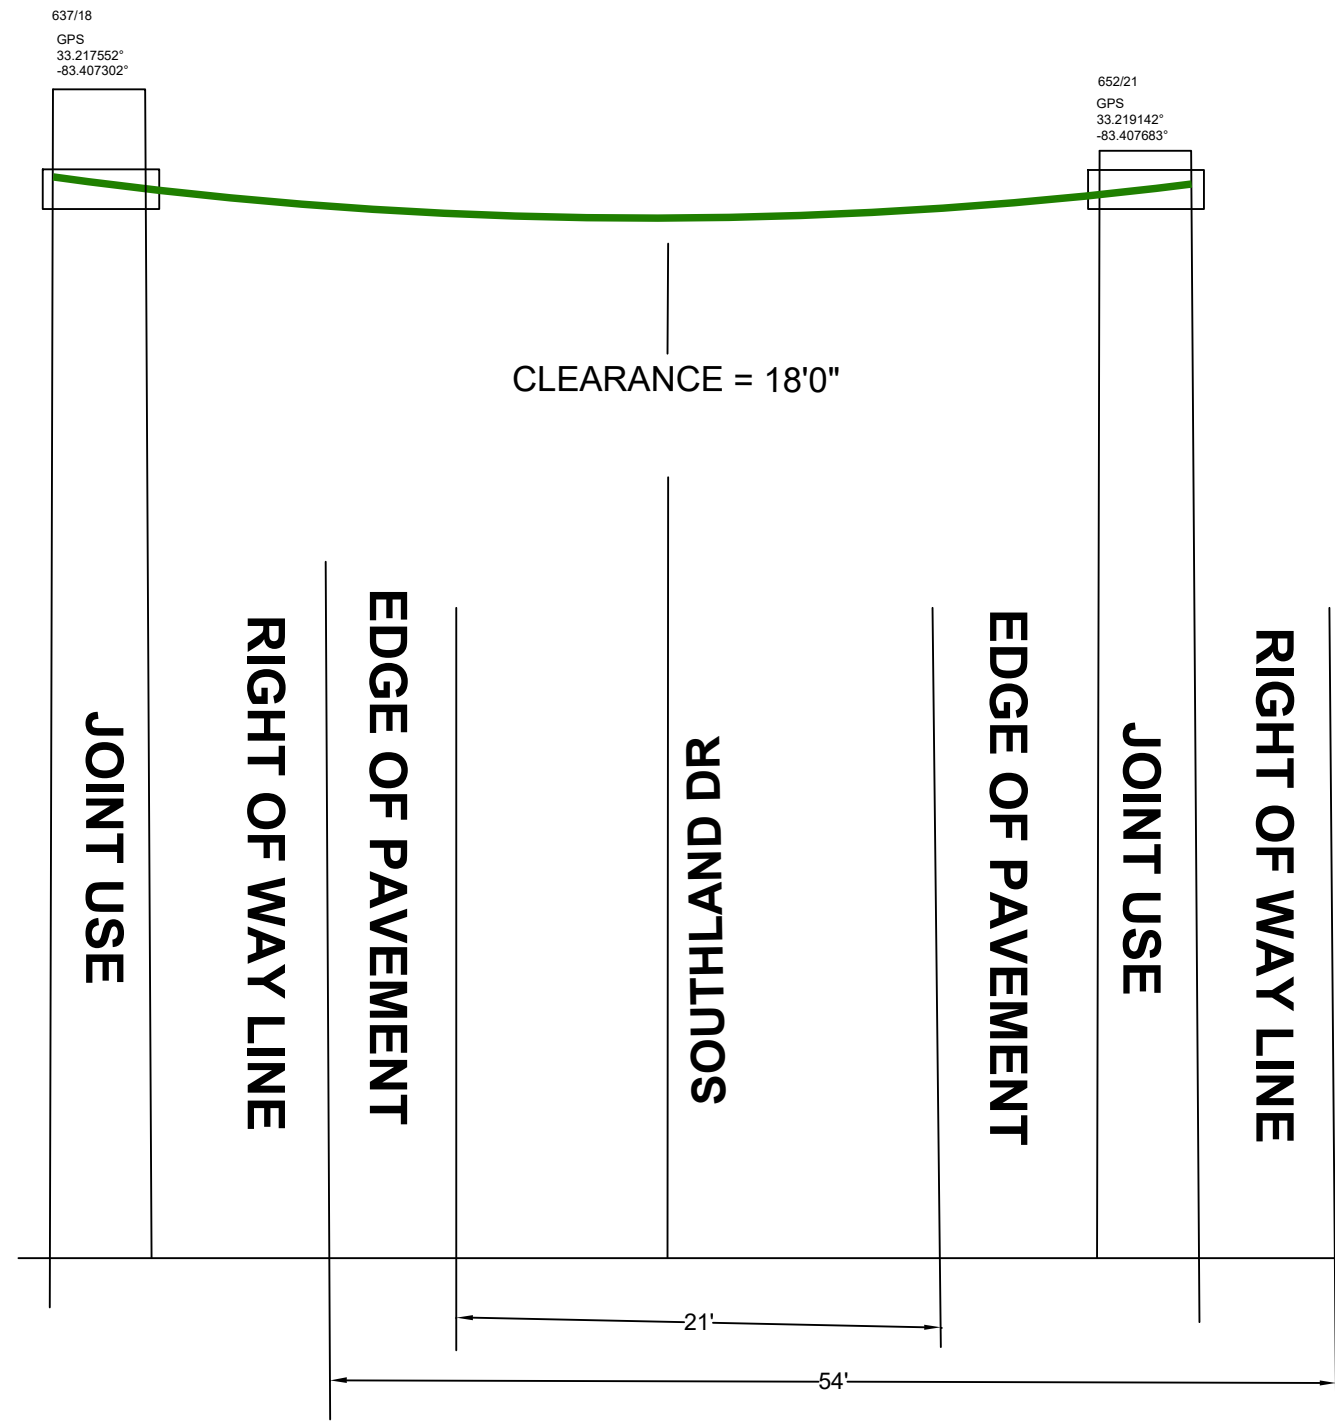 637/18
GPS
33.217552°
-83.407302°
652/21
GPS
33.219142°
-83.407683°
CLEARANCE = 18'0"
JOINT USE
RIGHT OF WAY LINE
EDGE OF PAVEMENT
SOUTHLAND DR
EDGE OF PAVEMENT
JOINT USE
RIGHT OF WAY LINE
21'
54'